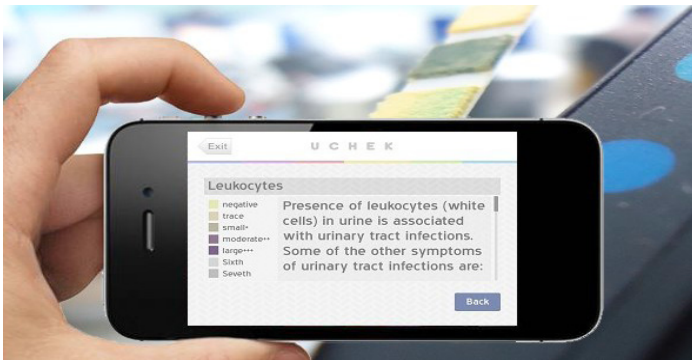 Exit
U C H E K
Leukocytes
negative
trace
small+
moderate++
large+++
Sixth
Seveth
Presence of leukocytes (white
cells) in urine is associated
with urinary tract infections.
Some of the other symptoms
of urinary tract infections are:
Back